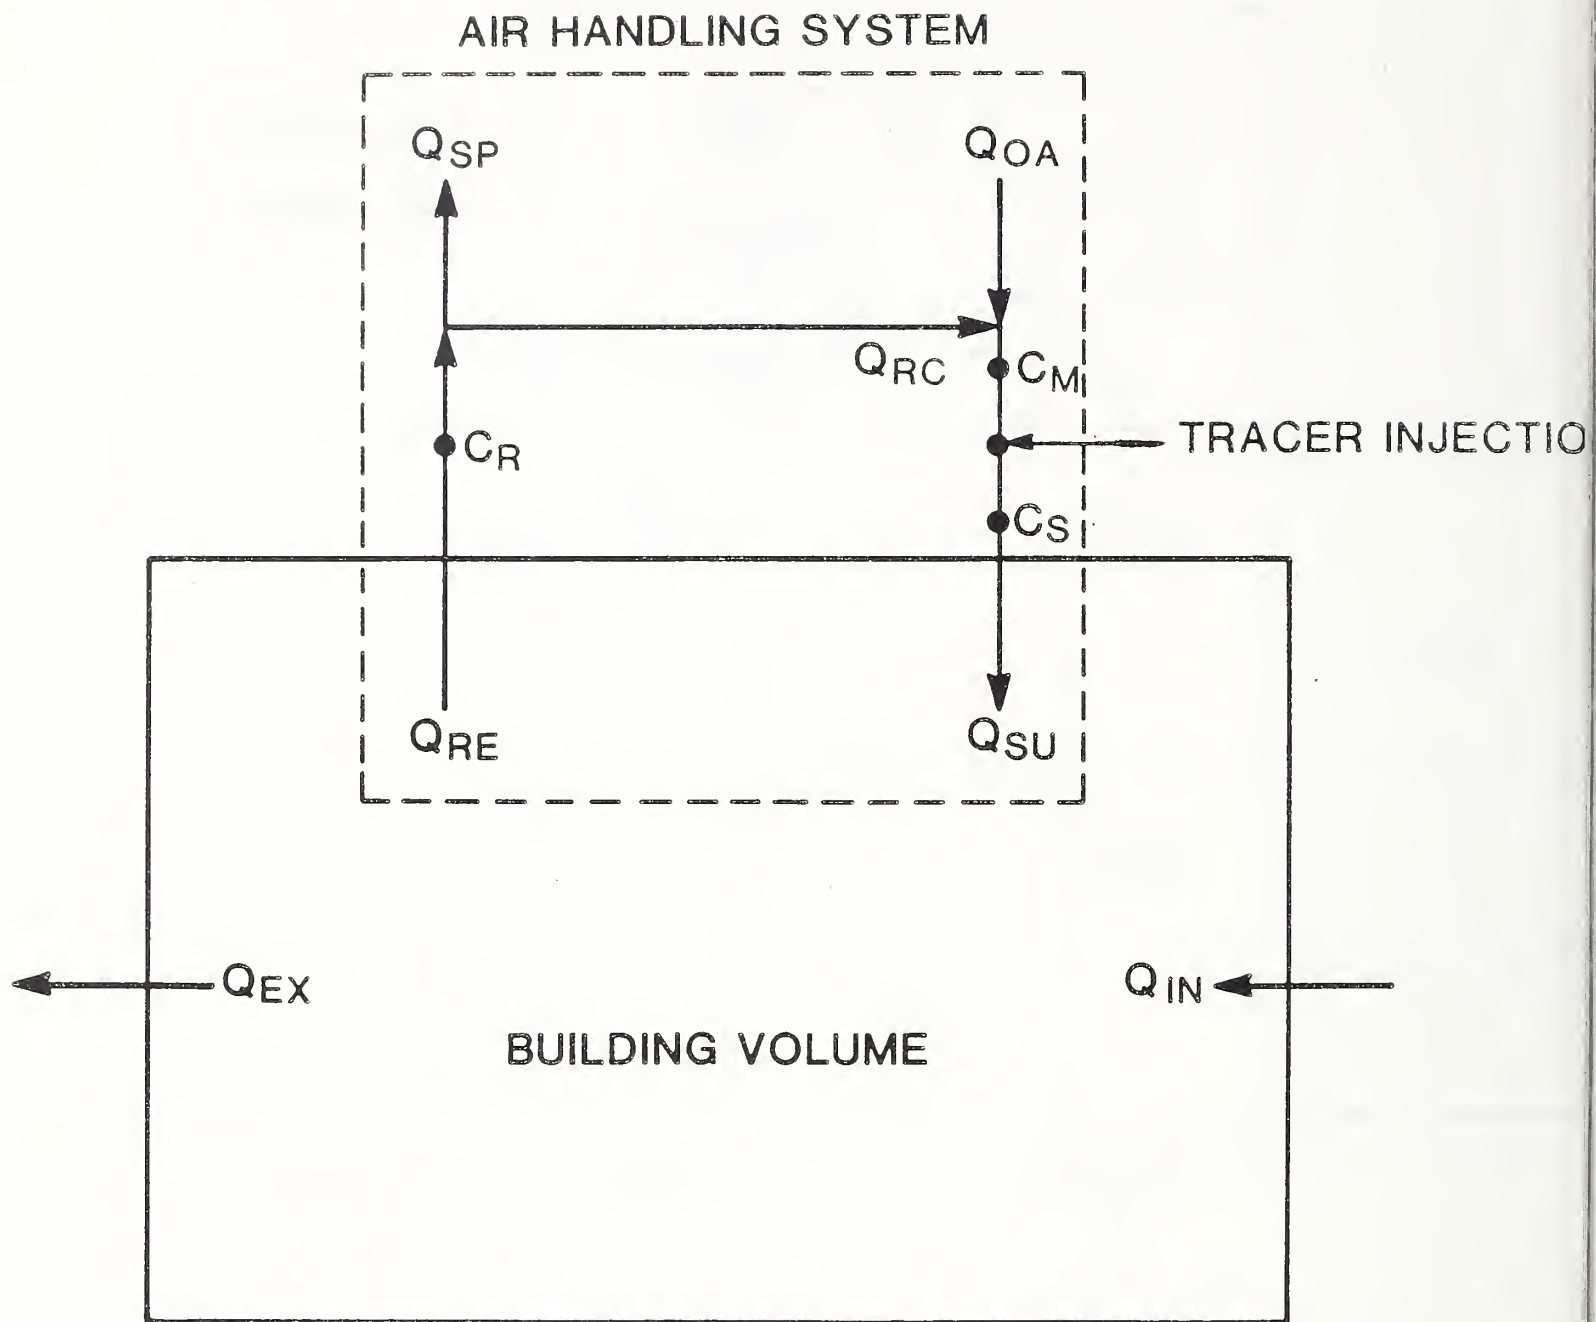 AIR HANDLING SYSTEM
QSP QOA
QRC CM
CR TRACER INJECTIO
CS
QRE QSU
QEX QIN
BUILDING VOLUME